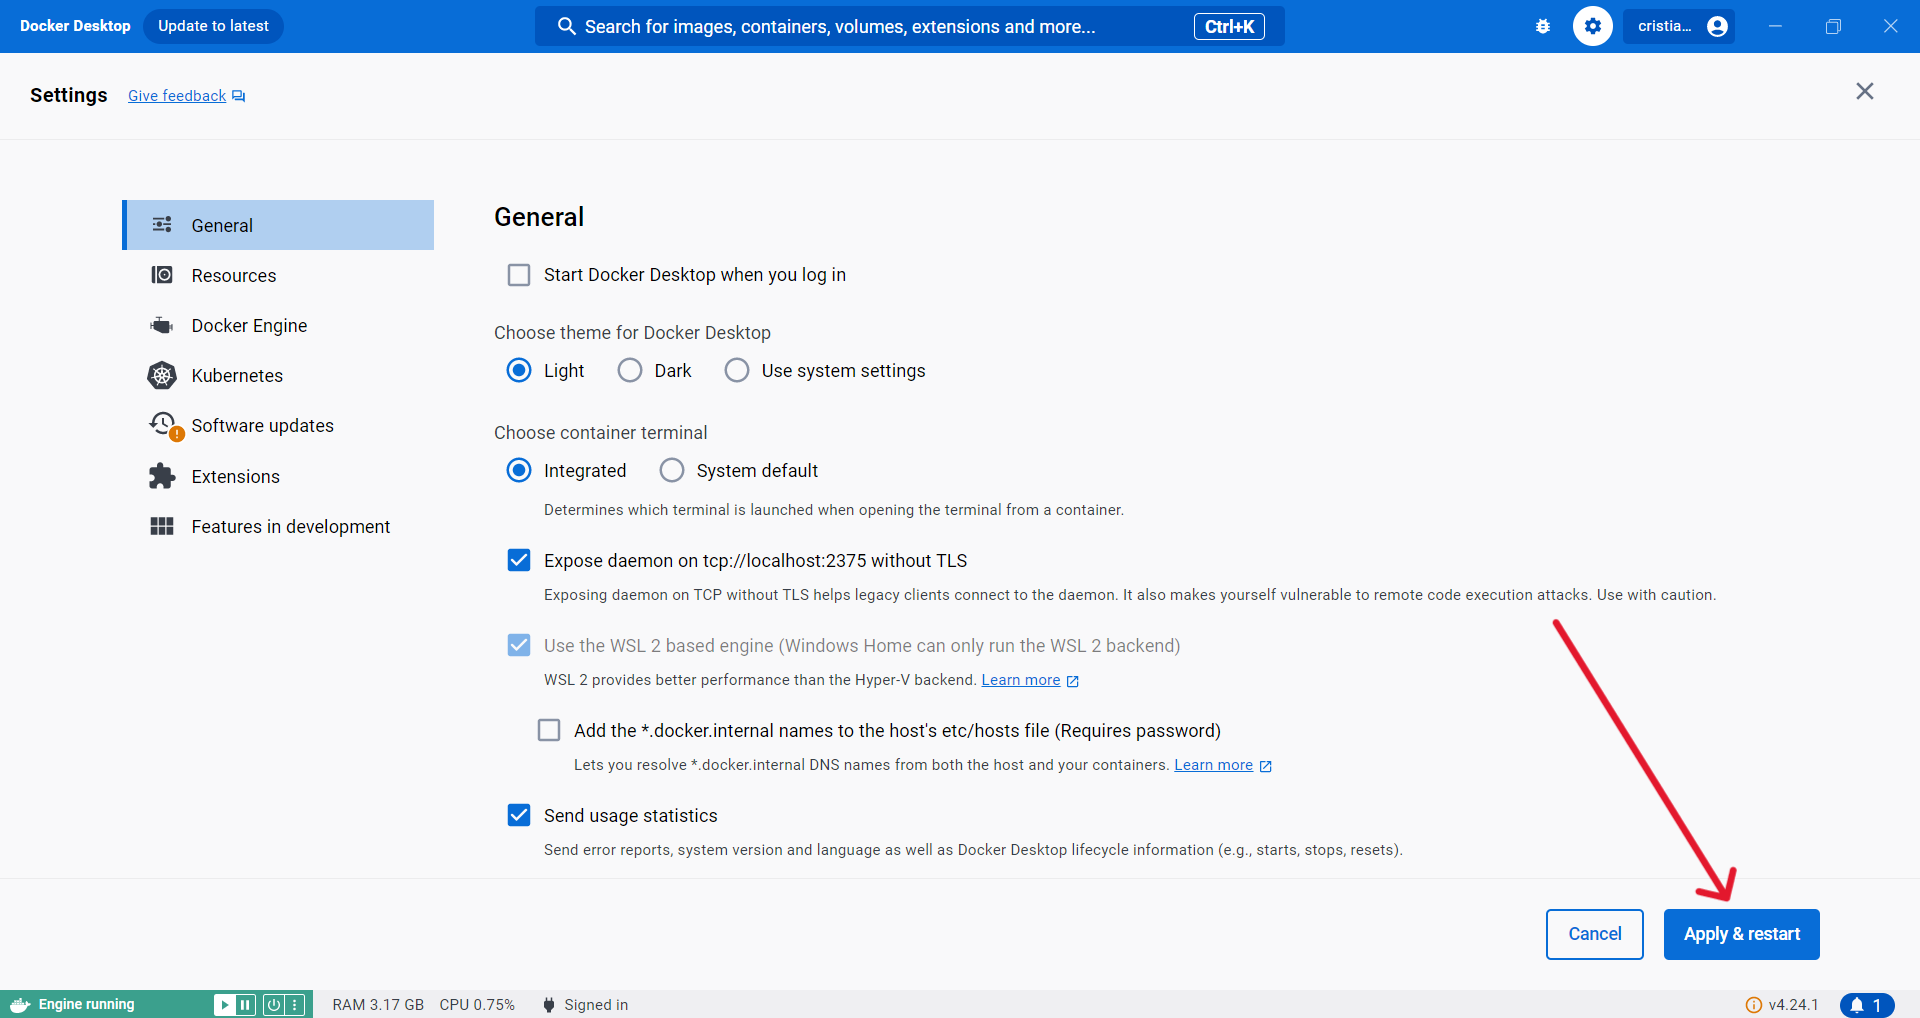 Docker Desktop
Update to latest
Search for images, containers, volumes, extensions and more...
Ctrl+K
cristia...
Settings
Give feedback
General
Resources
Docker Engine
Kubernetes
Software updates
Extensions
Features in development
General
Start Docker Desktop when you log in
Choose theme for Docker Desktop
Light Dark Use system settings
Choose container terminal
Integrated System default
Determines which terminal is launched when opening the terminal from a container.
Expose daemon on tcp://localhost:2375 without TLS
Exposing daemon on TCP without TLS helps legacy clients connect to the daemon. It also makes yourself vulnerable to remote code execution attacks. Use with caution.
Use the WSL 2 based engine (Windows Home can only run the WSL 2 backend)
WSL 2 provides better performance than the Hyper-V backend. Learn more
Add the *.docker.internal names to the host's etc/hosts file (Requires password)
Lets you resolve *.docker.internal DNS names from both the host and your containers. Learn more
Send usage statistics
Send error reports, system version and language as well as Docker Desktop lifecycle information (e.g., starts, stops, resets).
Cancel
Apply & restart
Engine running
RAM 3.17 GB CPU 0.75% Signed in
v4.24.1
1